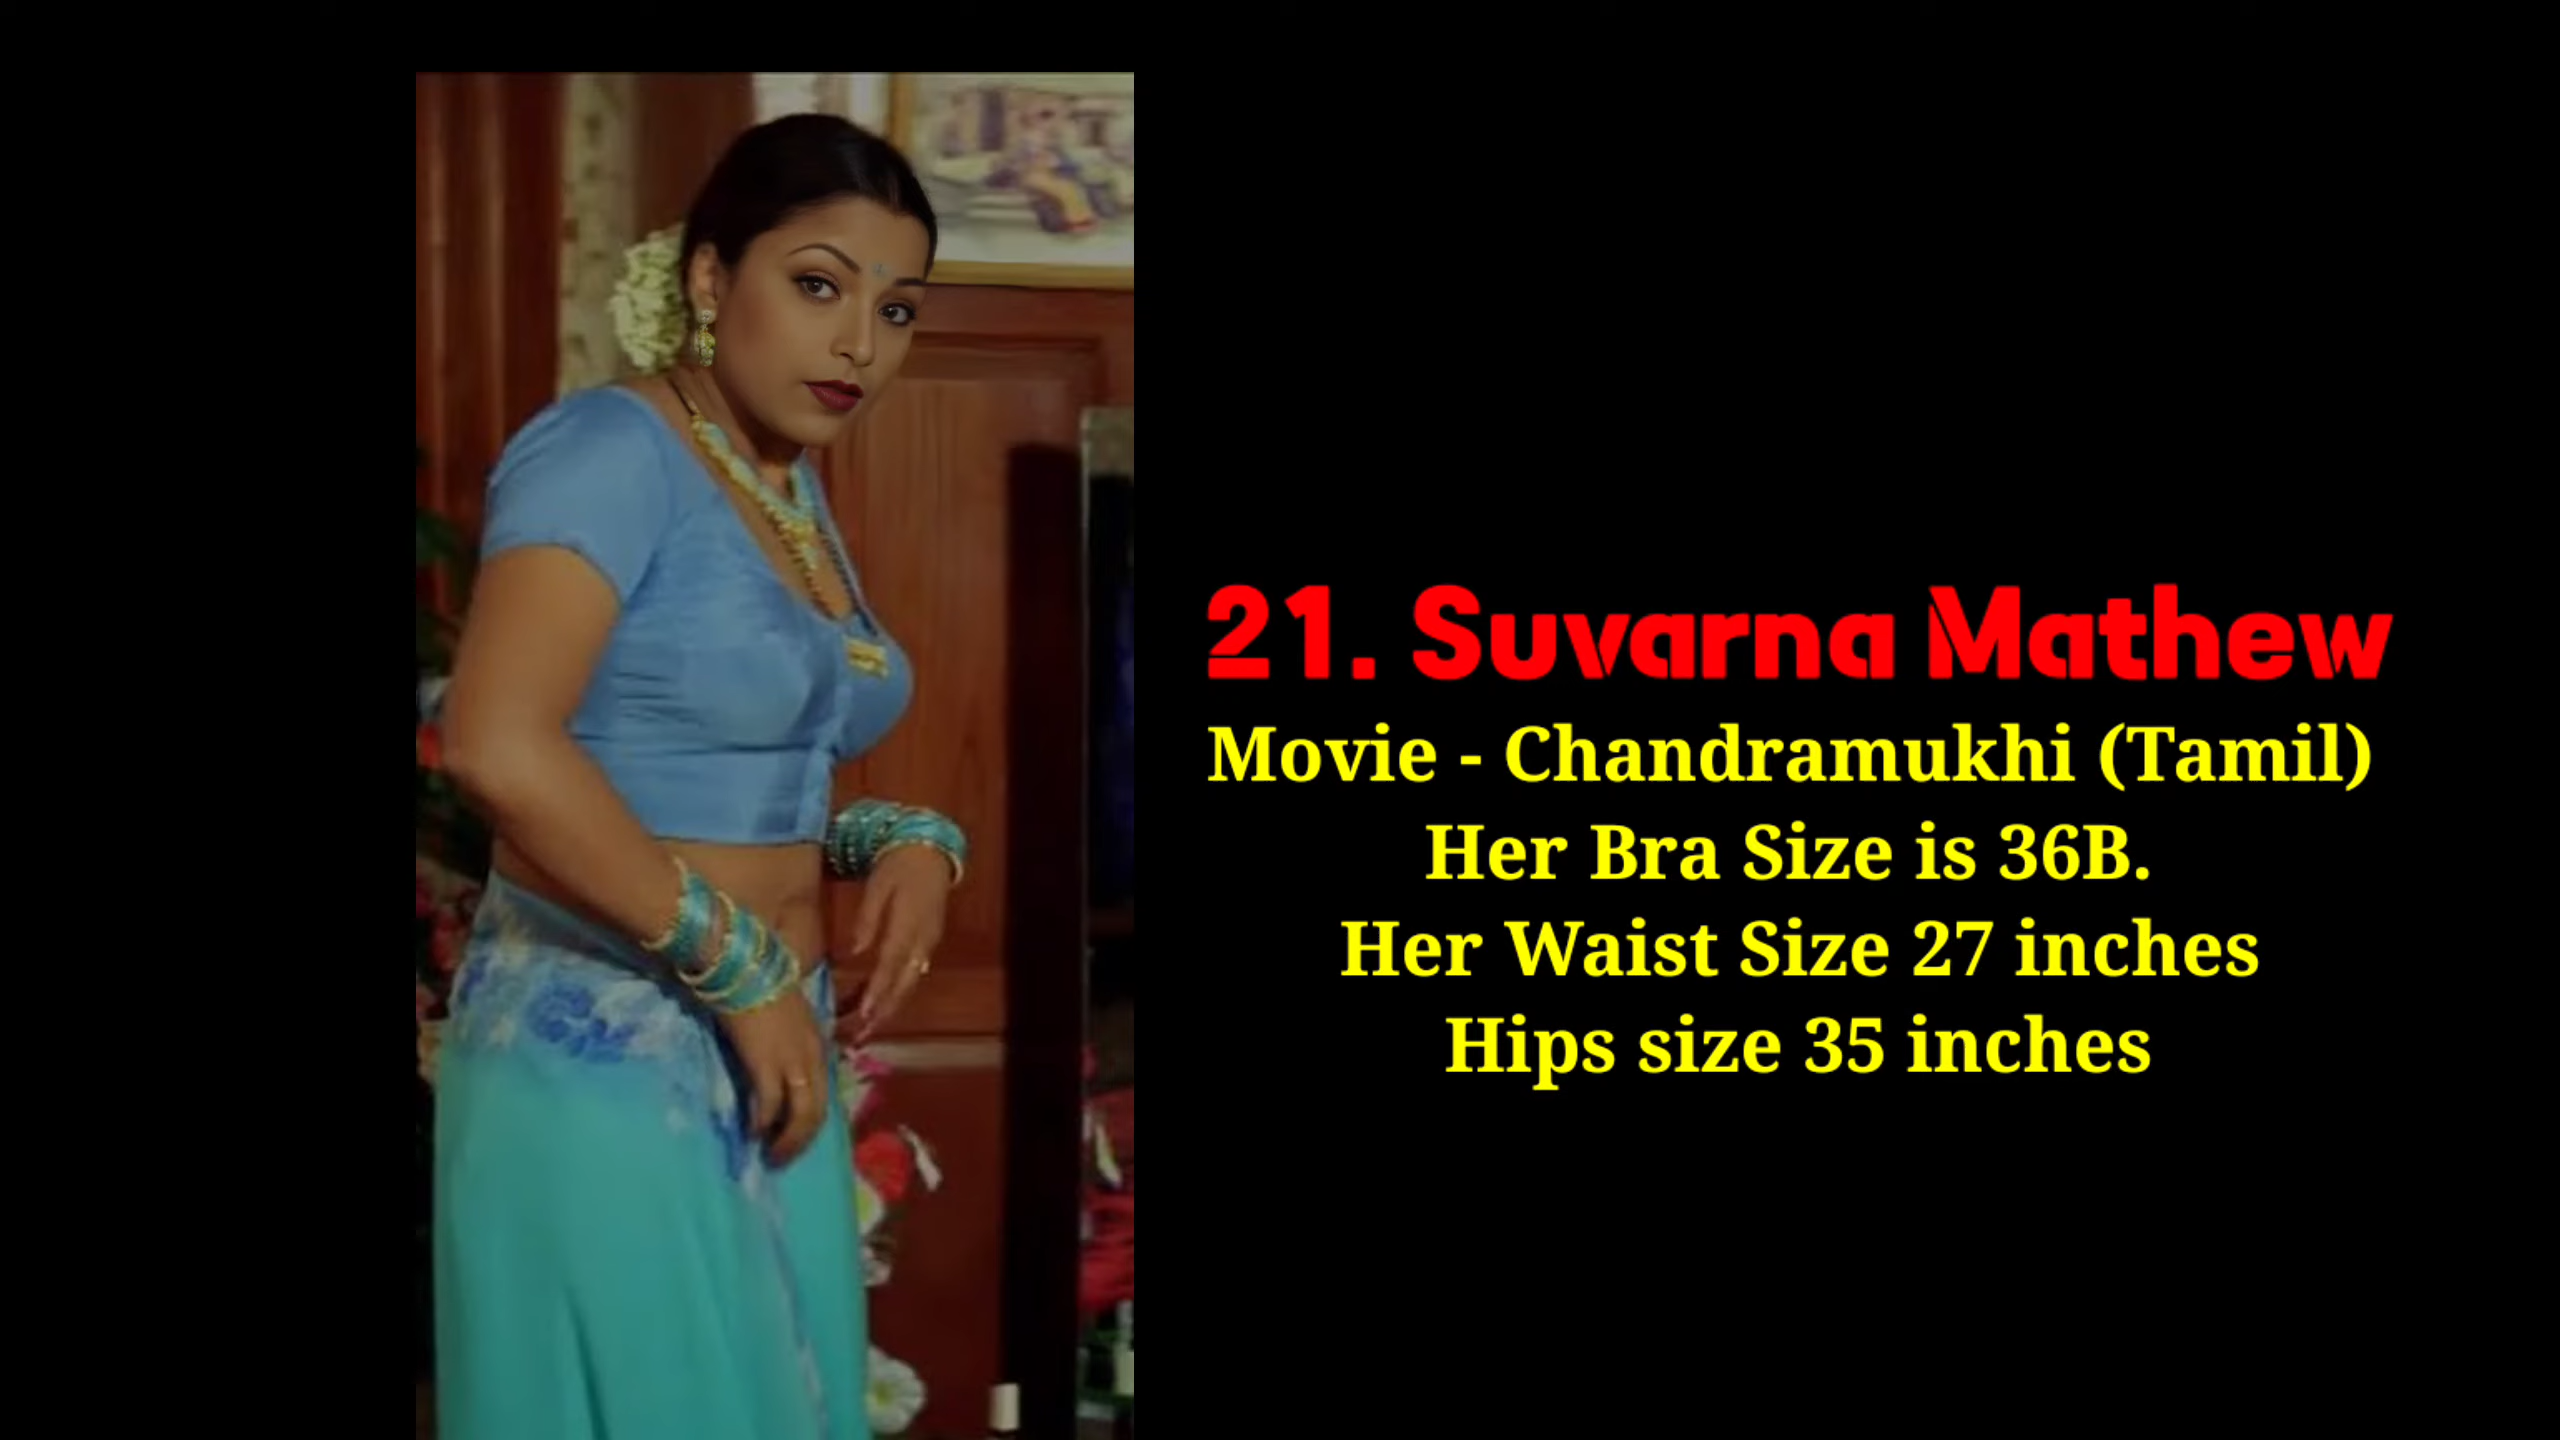 21. Suvarna Mathew
Movie - Chandramukhi (Tamil)
Her Bra Size is 36B.
Her Waist Size 27 inches
Hips size 35 inches